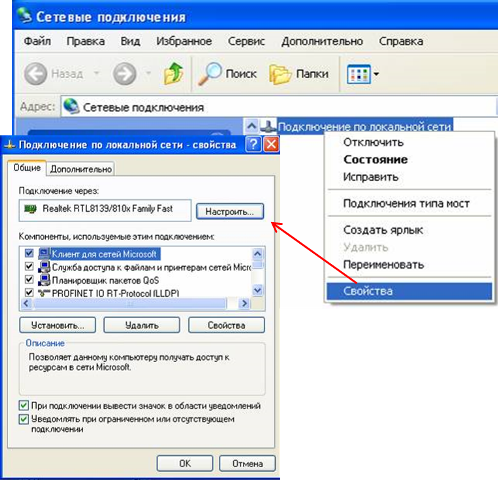 Сетевые подключения
Файл Правка Вид Избранное Сервис Дополнительно Справка
Назад Поиск Папки
Адрес: Сетевые подключения
Подключение по локальной сети
Отключить
Состояние
Исправить
Подключения типа мост
Создать ярлык
Удалить
Переименовать
Свойства
Подключение по локальной сети - свойства
Общие Дополнительно
Подключение через:
Realtek RTL8139/810x Family Fast Настроить...
Компоненты, используемые этим подключением:
Клиент для сетей Microsoft
Служба доступа к файлам и принтерам сетей Micro
Планировщик пакетов QoS
PROFINET IO RT-Protocol (LLDP)
Установить... Удалить Свойства
Описание
Позволяет данному компьютеру получать доступ к
ресурсам в сети Microsoft.
При подключении вывести значок в области уведомлений
Уведомлять при ограниченном или отсутствующем
подключении
OK Отмена